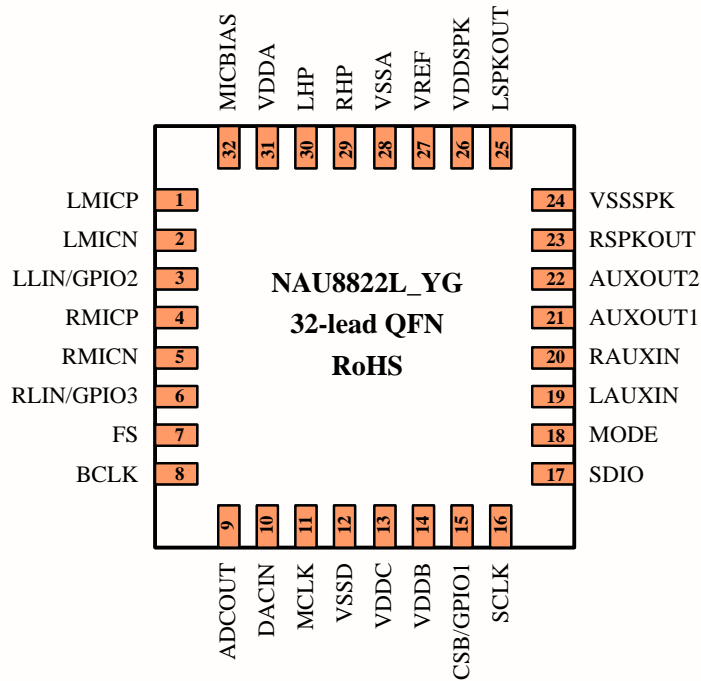 MICBIAS
VDDA
LHP
RHP
VSSA
VREF
VDDSPK
LSPKOUT
32
31
30
29
28
27
26
25
LMICP 1
LMICN 2
LLIN/GPIO2 3
RMICP 4
RMICN 5
RLIN/GPIO3 6
FS 7
BCLK 8
NAU8822L_YG
32-lead QFN
RoHS
24 VSSSPK
23 RSPKOUT
22 AUXOUT2
21 AUXOUT1
20 RAUXIN
19 LAUXIN
18 MODE
17 SDIO
9
10
11
12
13
14
15
16
ADCOUT
DACIN
MCLK
VSSD
VDDC
VDDB
CSB/GPIO1
SCLK